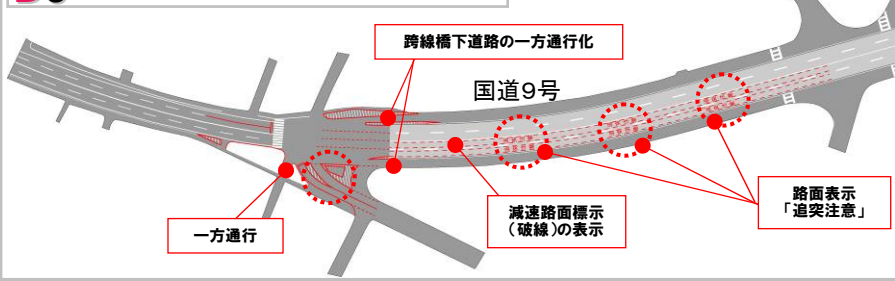 跨線橋下道路の一方通行化
国道9号
一方通行
減速路面標示
（破線）の表示
路面表示
「追突注意」